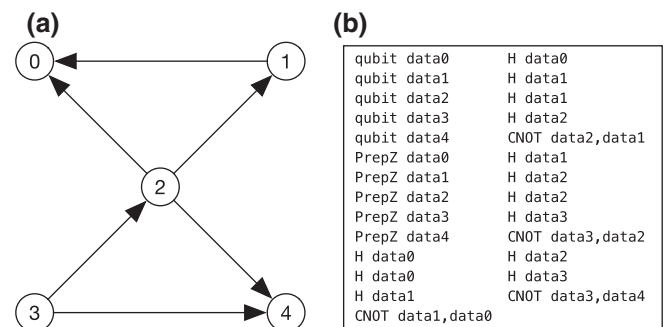 (a)
0
1
2
3
4
(b)
qubit data0
qubit data1
qubit data2
qubit data3
qubit data4
PrepZ data0
PrepZ data1
PrepZ data2
PrepZ data3
PrepZ data4
H data0
H data0
H data1
CNOT data1,data0
H data0
H data1
H data1
H data2
CNOT data2,data1
H data1
H data2
H data2
H data3
CNOT data3,data2
H data2
H data3
CNOT data3,data4